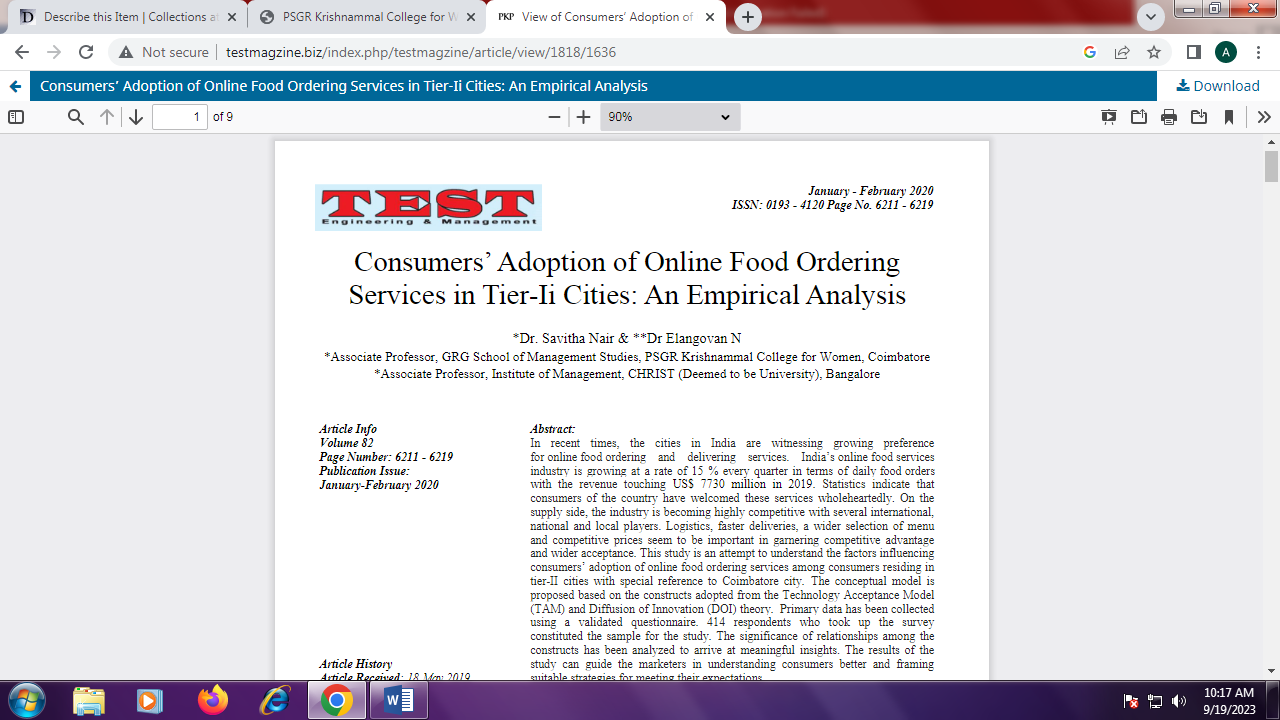 Describe this Item | Collections at
PSGR Krishnammal College for W
PKP View of Consumers' Adoption of
Not secure
testmagzine.biz/index.php/testmagzine/article/view/1818/1636
A
Consumers' Adoption of Online Food Ordering Services in Tier-Ii Cities: An Empirical Analysis
Download
1 of 9
90%
TEST
Engineering & Management
January - February 2020
ISSN: 0193 - 4120 Page No. 6211 - 6219
Consumers' Adoption of Online Food Ordering
Services in Tier-Ii Cities: An Empirical Analysis
*Dr. Savitha Nair & **Dr Elangovan N
*Associate Professor, GRG School of Management Studies, PSGR Krishnammal College for Women, Coimbatore
*Associate Professor, Institute of Management, CHRIST (Deemed to be University), Bangalore
Article Info
Volume 82
Page Number: 6211 - 6219
Publication Issue:
January-February 2020
Article History
Article Received: 18 May 2019
Abstract:
In recent times, the cities in India are witnessing growing preference
for online food ordering and delivering services. India's online food services
industry is growing at a rate of 15 % every quarter in terms of daily food orders
with the revenue touching US$ 7730 million in 2019. Statistics indicate that
consumers of the country have welcomed these services wholeheartedly. On the
supply side, the industry is becoming highly competitive with several international,
national and local players. Logistics, faster deliveries, a wider selection of menu
and competitive prices seem to be important in garnering competitive advantage
and wider acceptance. This study is an attempt to understand the factors influencing
consumers' adoption of online food ordering services among consumers residing in
tier-II cities with special reference to Coimbatore city. The conceptual model is
proposed based on the constructs adopted from the Technology Acceptance Model
(TAM) and Diffusion of Innovation (DOI) theory. Primary data has been collected
using a validated questionnaire. 414 respondents who took up the survey
constituted the sample for the study. The significance of relationships among the
constructs has been analyzed to arrive at meaningful insights. The results of the
study can guide the marketers in understanding consumers better and framing
suitable strategies for meeting their expectations.
10:17 AM
9/19/2023